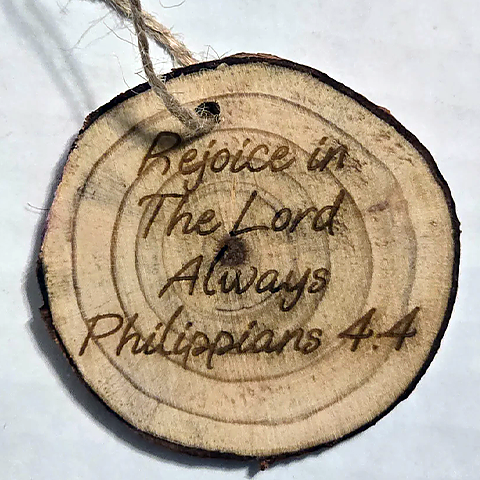 Rejoice in
The Lord
Always
Philippians 4:4